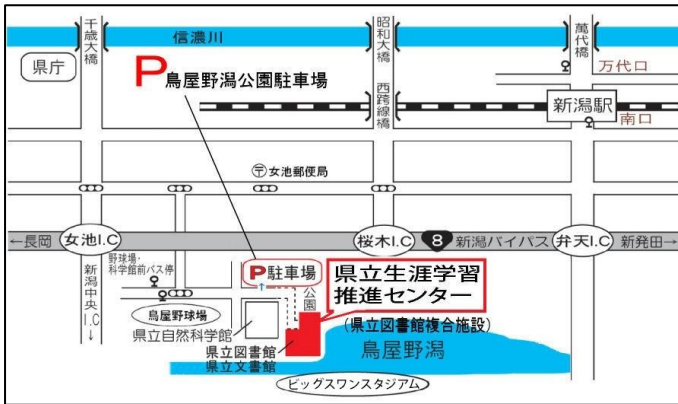 千歳大橋
信濃川
昭和大橋
萬代橋
県庁
P鳥屋野潟公園駐車場
西跨線橋
万代口
新潟駅
南口
〒女池郵便局
←長岡
女池I.C
桜木I.C
8
新潟バイパス
弁天I.C
新発田→
新潟中央I.C
↓
野球場・
科学館前バス停
P駐車場
↑
公園
県立生涯学習
推進センター
鳥屋野球場
県立自然科学館
(県立図書館複合施設)
県立図書館
県立文書館
鳥屋野潟
ビッグスワンスタジアム